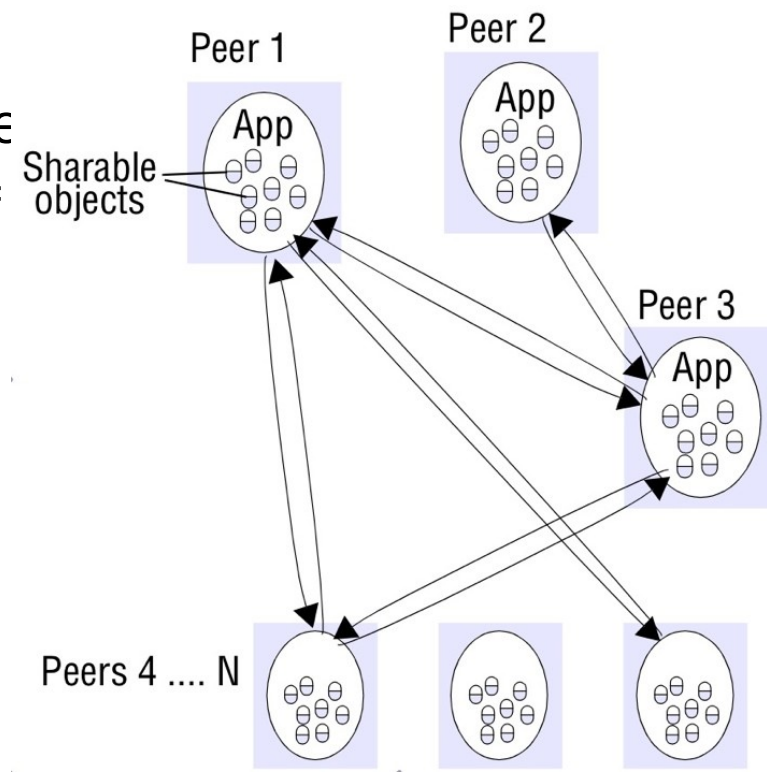 Peer 1
Peer 2
App
App
Sharable
objects
Peer 3
App
Peers 4 .... N